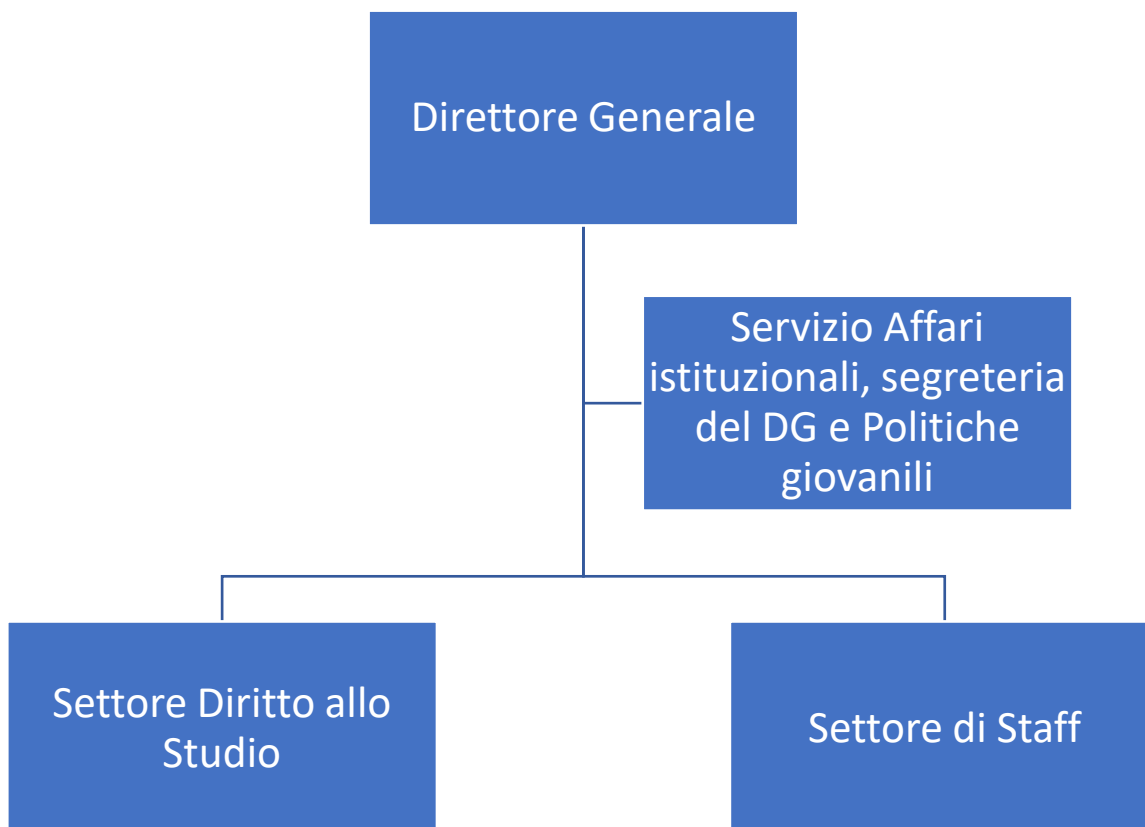 Direttore Generale
Servizio Affari
istituzionali, segreteria
del DG e Politiche
giovanili
Settore Diritto allo
Studio
Settore di Staff